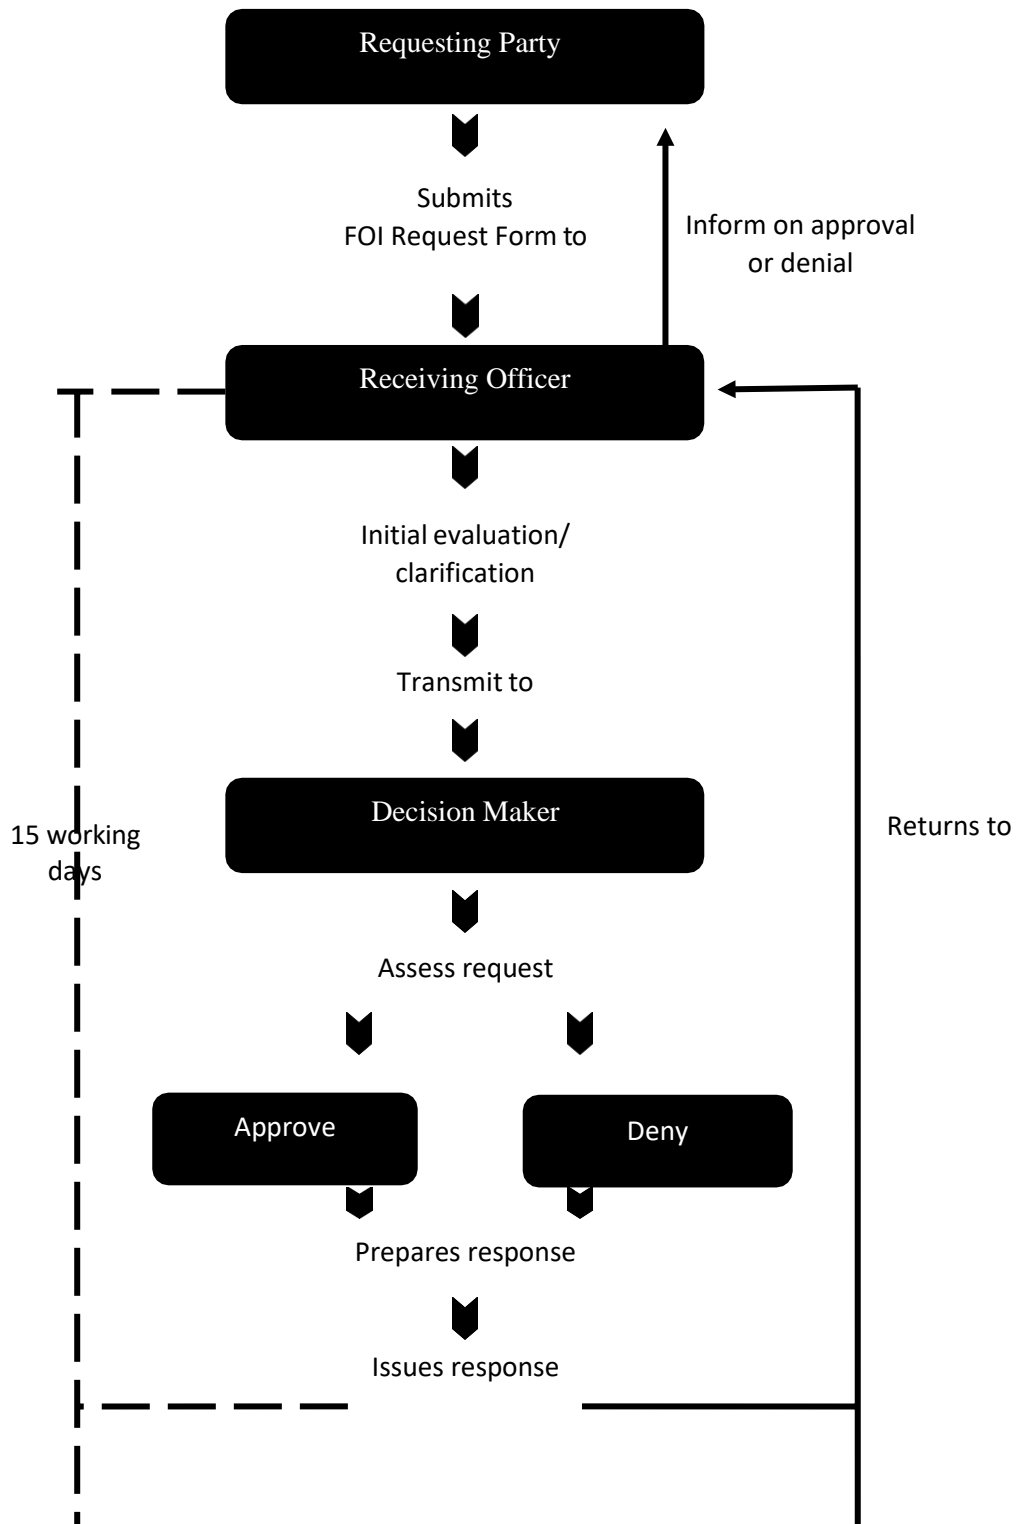 Requesting Party
Submits
FOI Request Form to
Inform on approval
or denial
Receiving Officer
Initial evaluation/
clarification
Transmit to
Decision Maker
15 working
days
Returns to
Assess request
Approve
Deny
Prepares response
Issues response